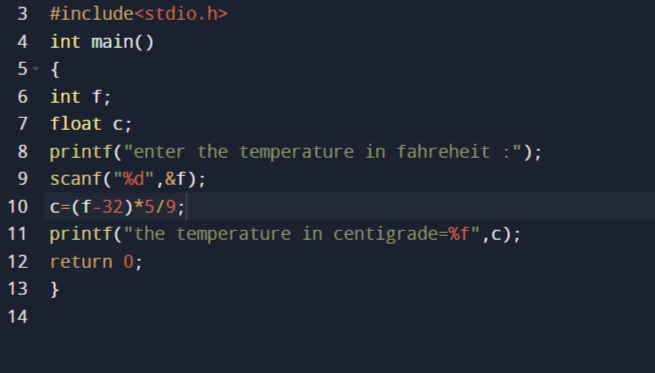 3 #include<stdio.h>
4 int main()
5 {
6 int f;
7 float c;
8 printf("enter the temperature in fahreheit :");
9 scanf("%d",&f);
10 c=(f-32)*5/9;
11 printf("the temperature in centigrade=%f",c);
12 return 0;
13 }
14